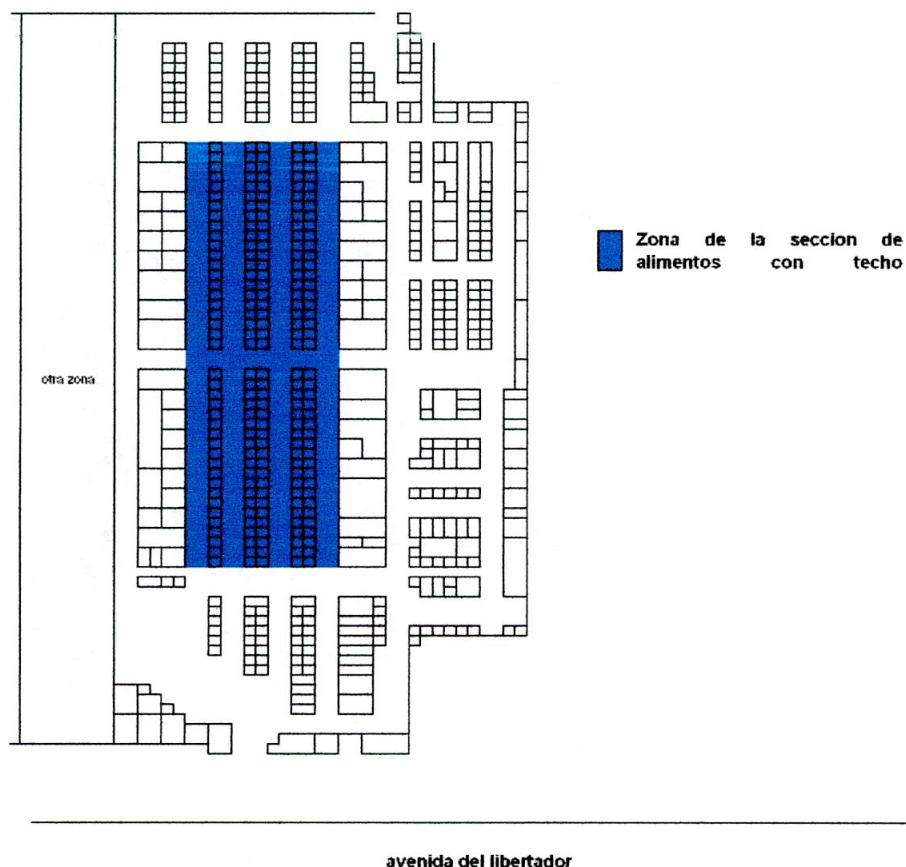 Zona de la seccion de
alimentos con techo
otra zona
avenida del libertador